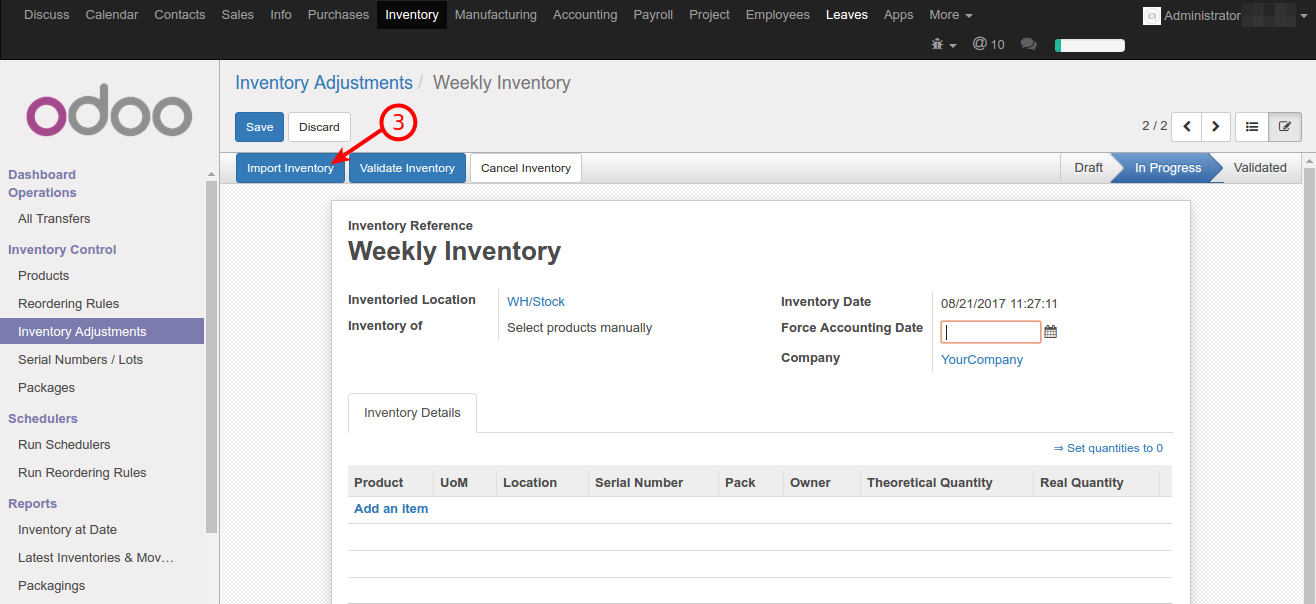 Discuss Calendar Contacts Sales Info Purchases Inventory Manufacturing Accounting Payroll Project Employees Leaves Apps More Administrator
@ 10
odoo
Inventory Adjustments / Weekly Inventory
Save Discard
3
2 / 2
Import Inventory Validate Inventory Cancel Inventory Draft In Progress Validated
Dashboard
Operations
All Transfers
Inventory Control
Products
Reordering Rules
Inventory Adjustments
Serial Numbers / Lots
Packages
Schedulers
Run Schedulers
Run Reordering Rules
Reports
Inventory at Date
Latest Inventories & Mov…
Packagings
Inventory Reference
Weekly Inventory
Inventoried Location WH/Stock
Inventory of Select products manually
Inventory Date 08/21/2017 11:27:11
Force Accounting Date
Company YourCompany
Inventory Details
⇒ Set quantities to 0
Product UoM Location Serial Number Pack Owner Theoretical Quantity Real Quantity
Add an item